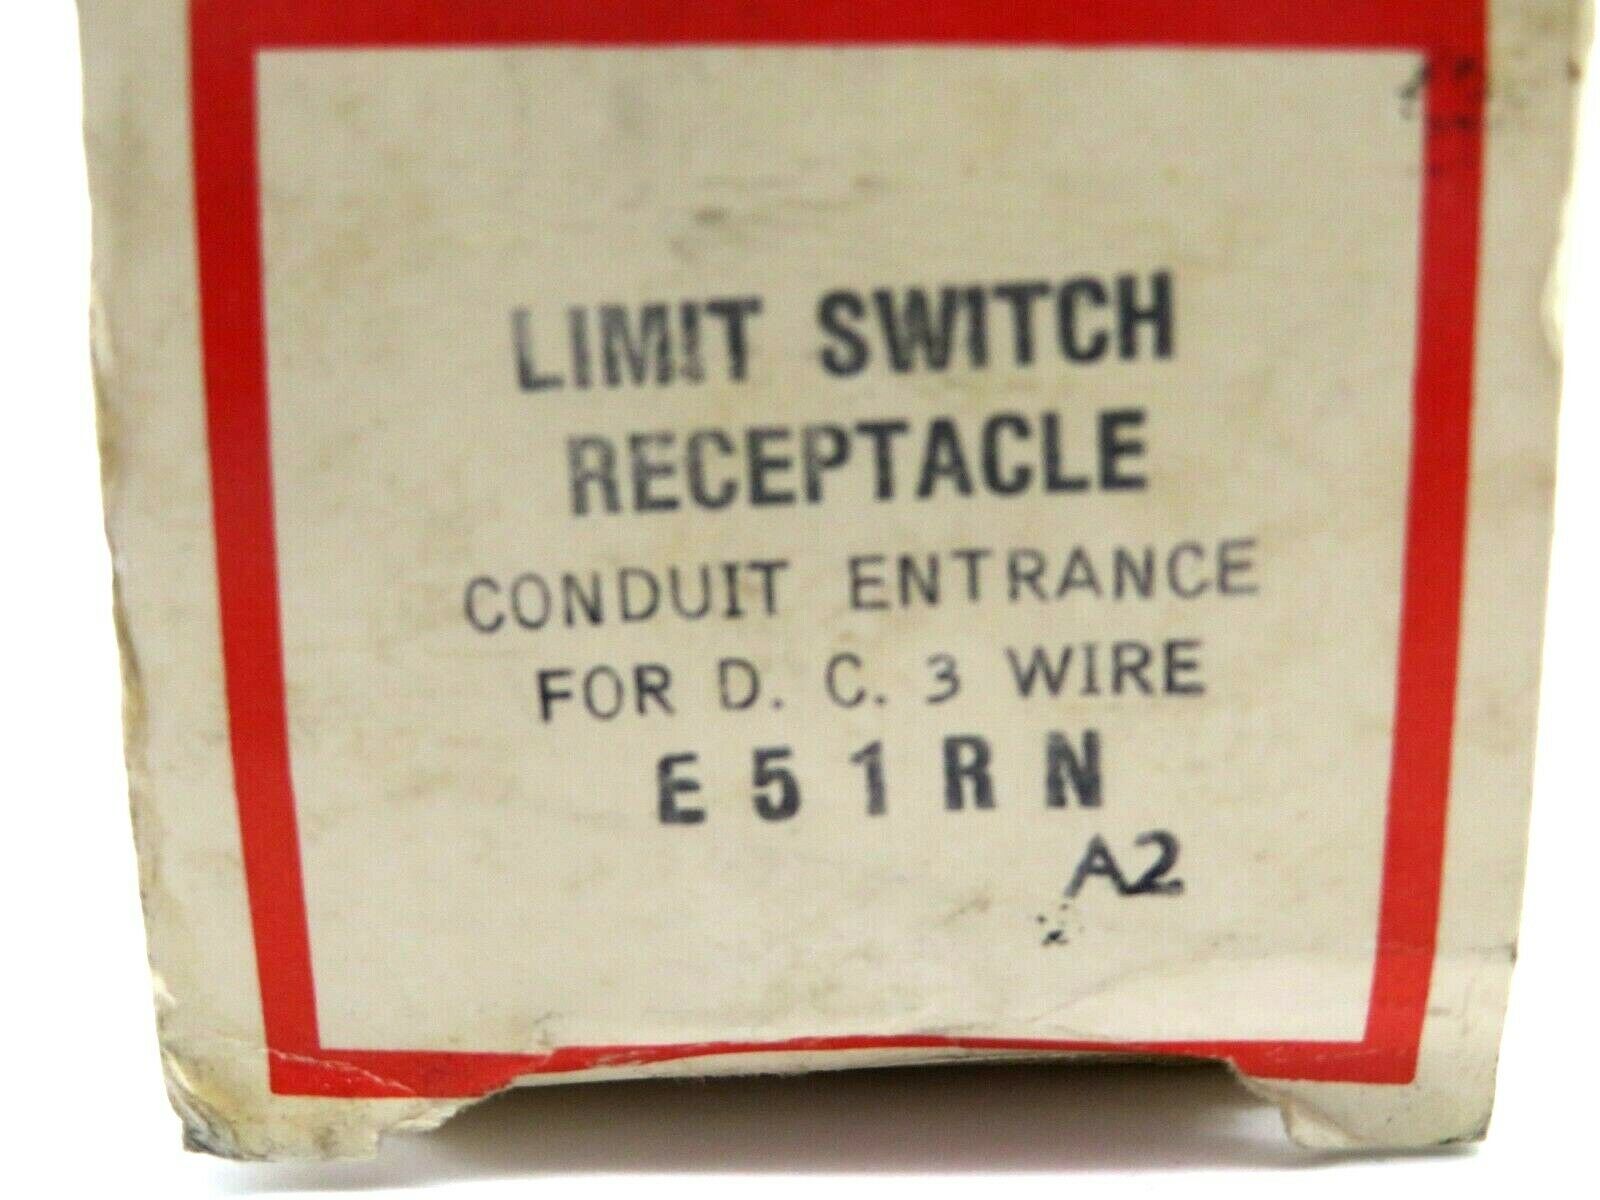 LIMIT SWITCH
RECEPTACLE
CONDUIT ENTRANCE
FOR D. C. 3 WIRE
E51RN
A2